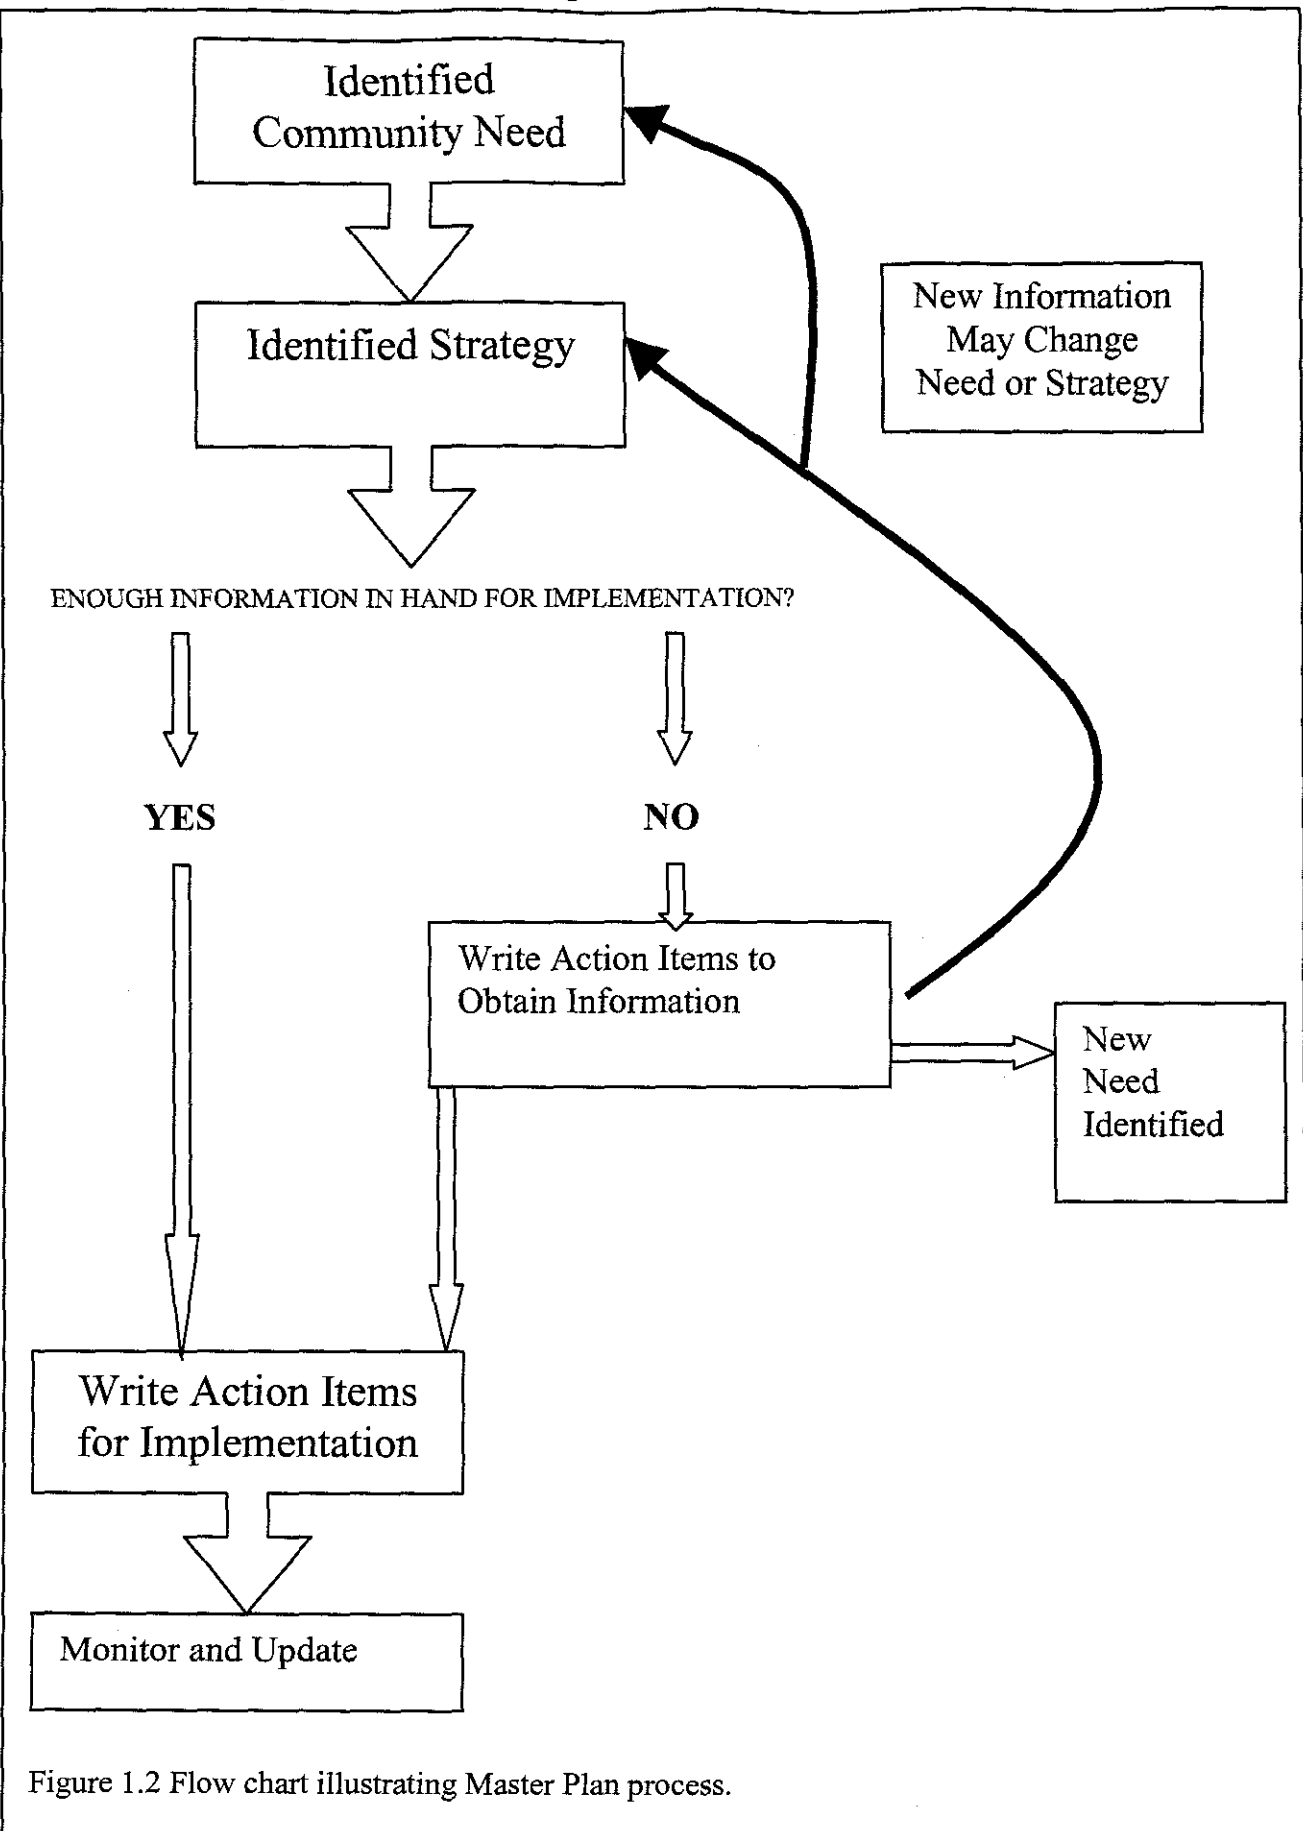 Identified
Community Need
Identified Strategy
New Information
May Change
Need or Strategy
ENOUGH INFORMATION IN HAND FOR IMPLEMENTATION?
YES
NO
Write Action Items to
Obtain Information
New
Need
Identified
Write Action Items
for Implementation
Monitor and Update
Figure 1.2 Flow chart illustrating Master Plan process.